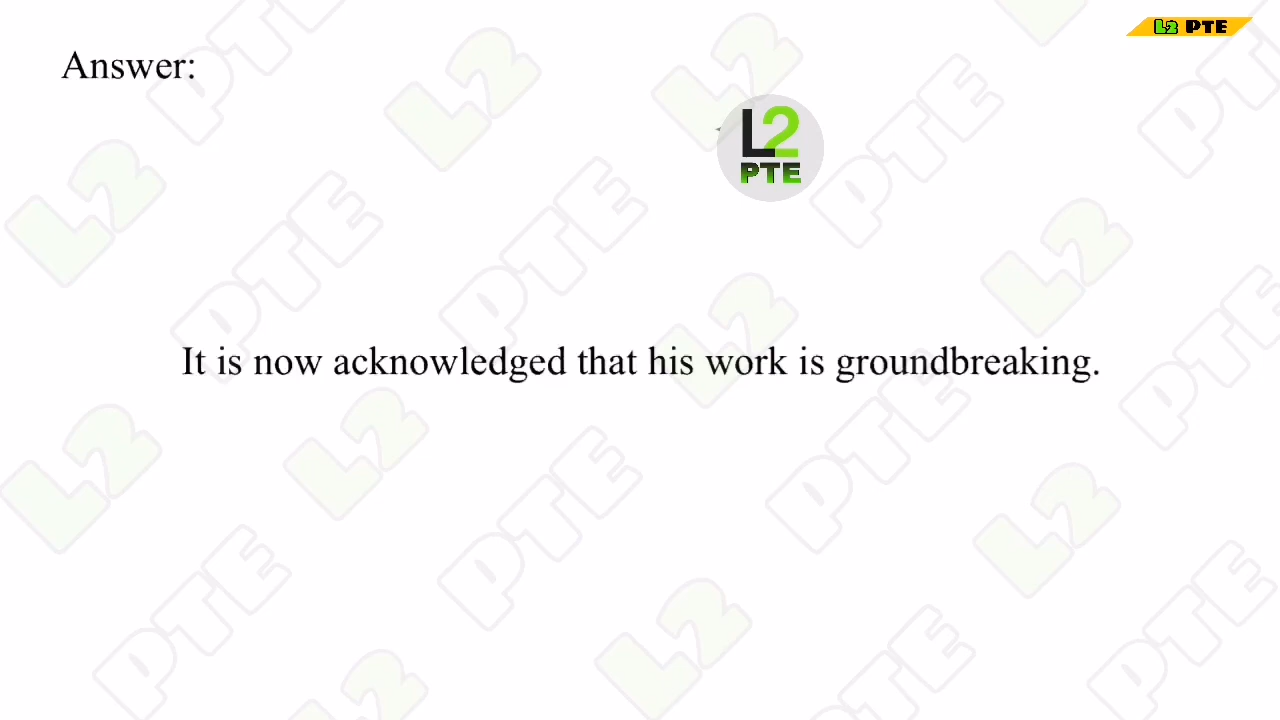 L2 PTE
Answer:
L2
PTE
It is now acknowledged that his work is groundbreaking.